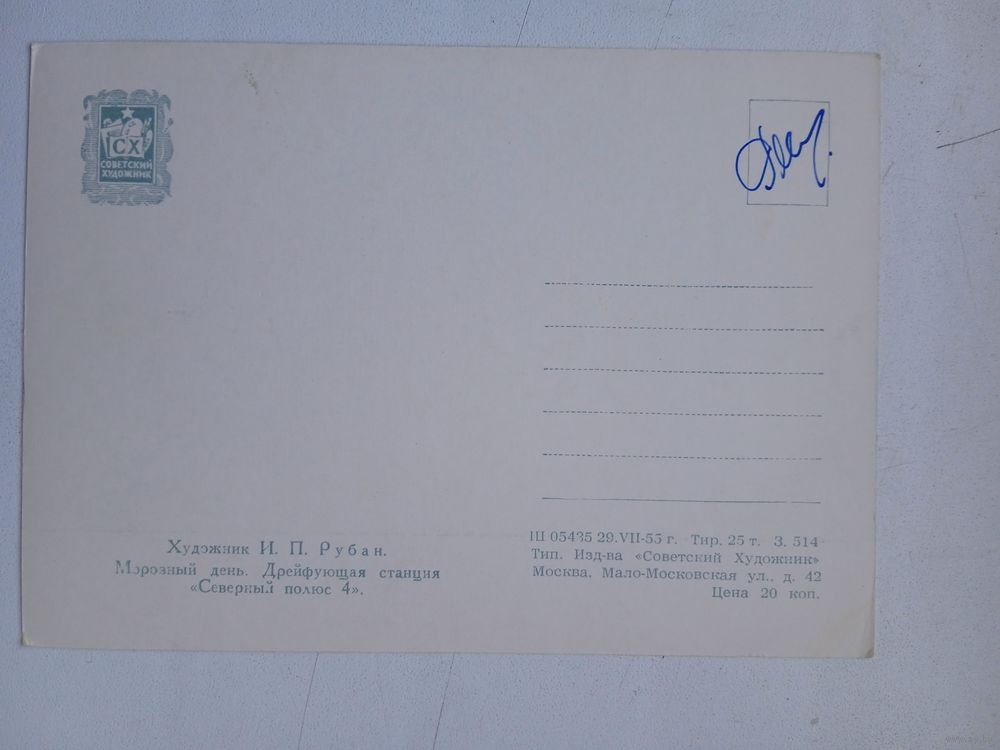 СХ
СОВЕТСКИЙ
ХУДОЖНИК
Художник И. П. Рубан.
Морозный день. Дрейфующая станция
«Северный полюс 4».
Ш 05435 29.VII-55 г. Тир. 25 т. З. 514
Тип. Изд-ва «Советский Художник»
Москва, Мало-Московская ул., д. 42
Цена 20 коп.